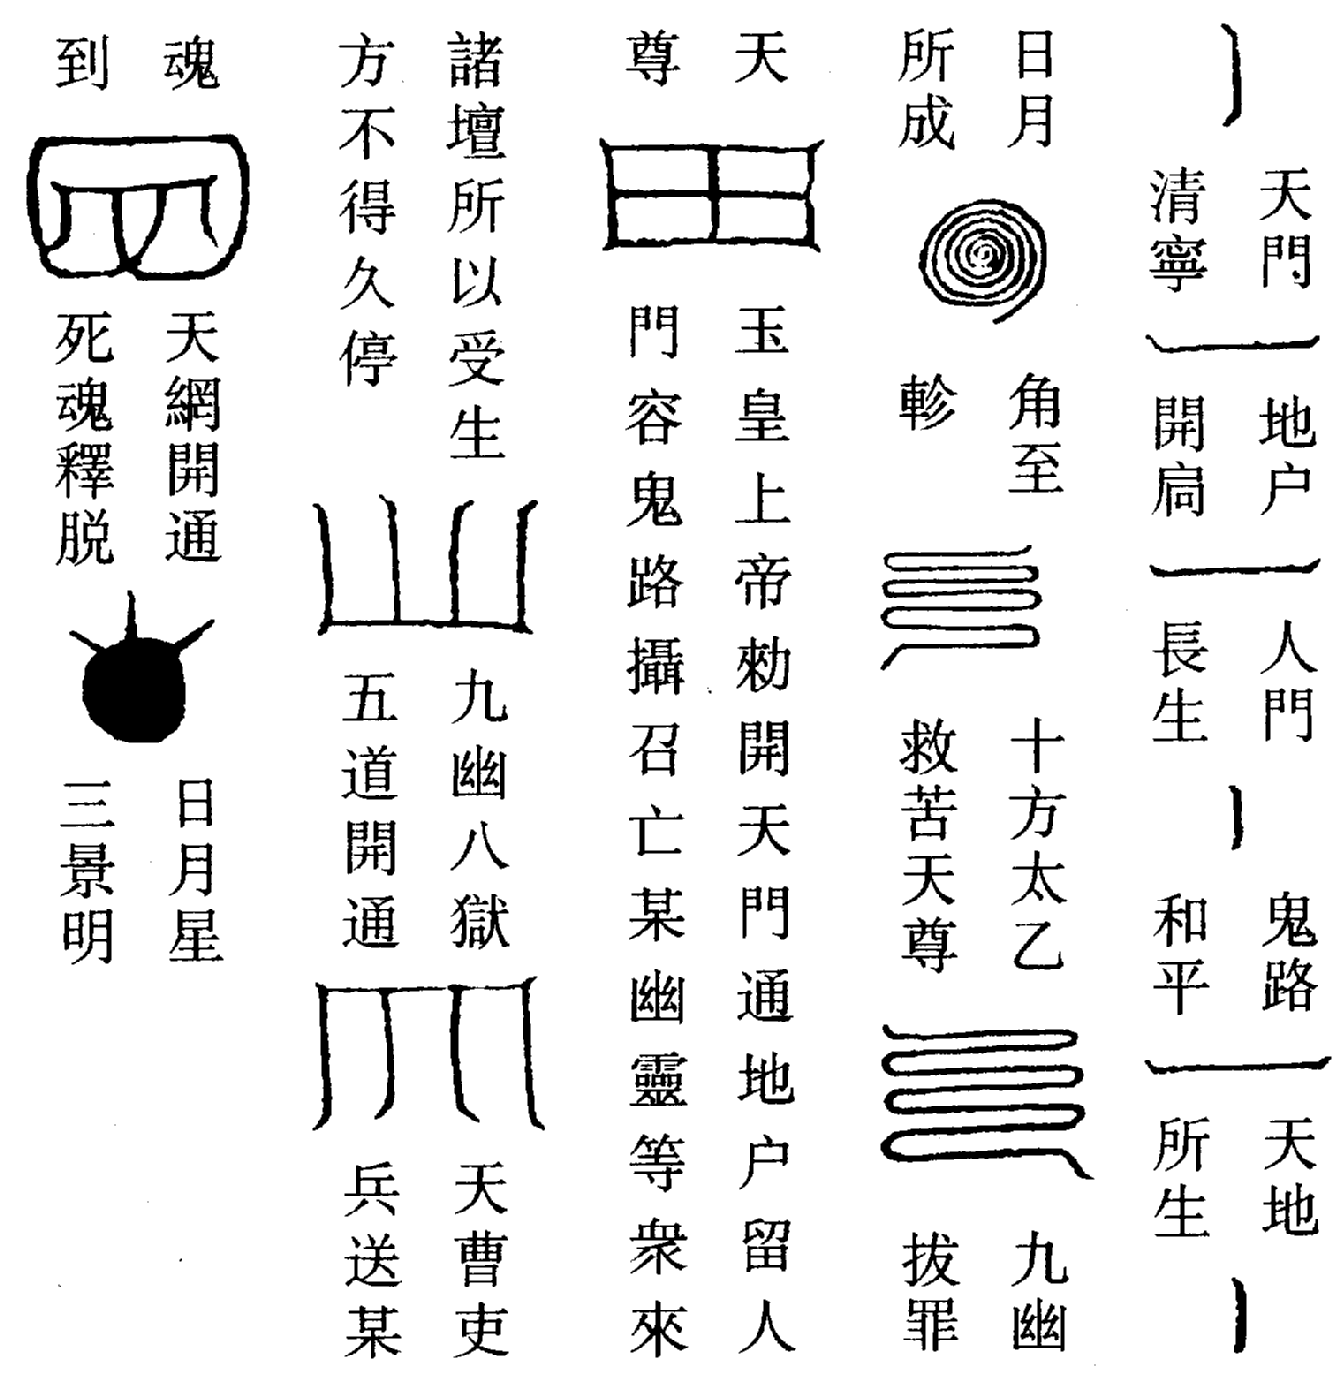 天門
清寧
地户
開扃
人門
長生
鬼路
和平
天地
所生
日月
所成
角至
軫
十方太乙
救苦天尊
九幽
拔罪
天
尊
玉皇上帝勑開天門通地户留人
門容鬼路攝召亡某幽靈等衆來
諸壇所以受生
方不得久停
九幽八獄
五道開通
天曹吏
兵送某
魂
到
天網開通
死魂釋脱
日月星
三景明